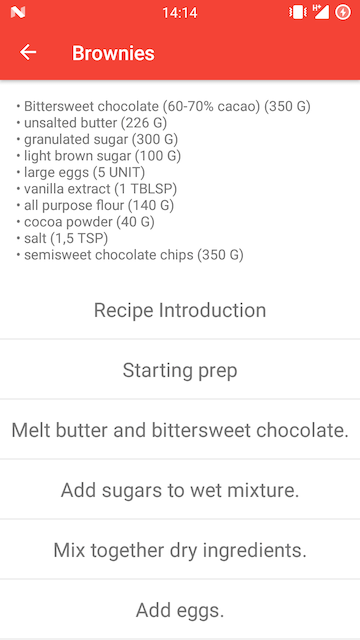 14:14
H+
Brownies
• Bittersweet chocolate (60-70% cacao) (350 G)
• unsalted butter (226 G)
• granulated sugar (300 G)
• light brown sugar (100 G)
• large eggs (5 UNIT)
• vanilla extract (1 TBLSP)
• all purpose flour (140 G)
• cocoa powder (40 G)
• salt (1,5 TSP)
• semisweet chocolate chips (350 G)
Recipe Introduction
Starting prep
Melt butter and bittersweet chocolate.
Add sugars to wet mixture.
Mix together dry ingredients.
Add eggs.